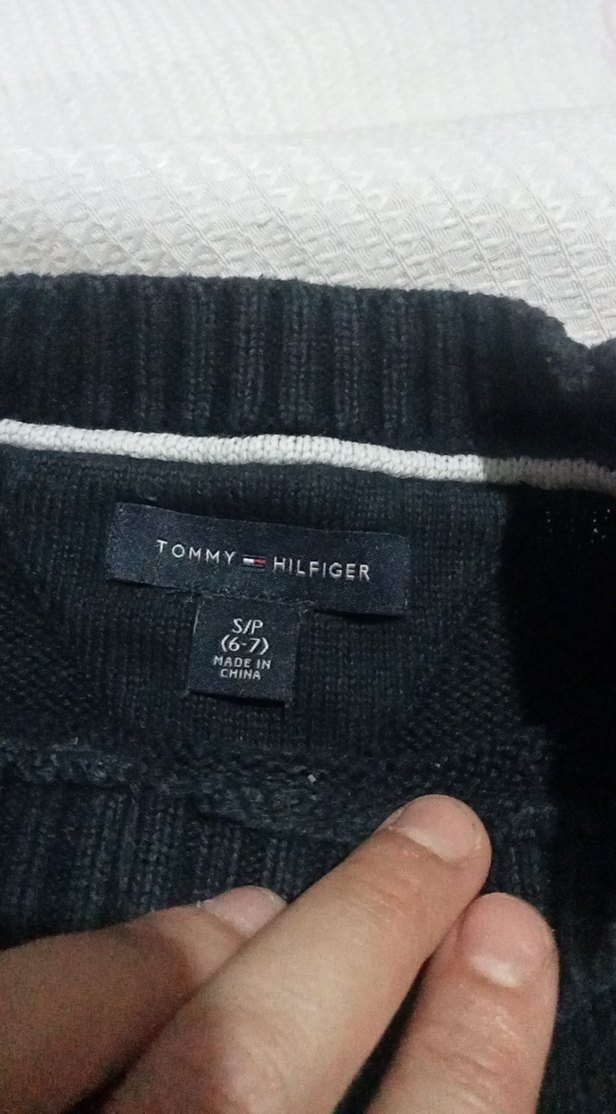 TOMMY HILFIGER
S/P
(6-7)
MADE IN
CHINA